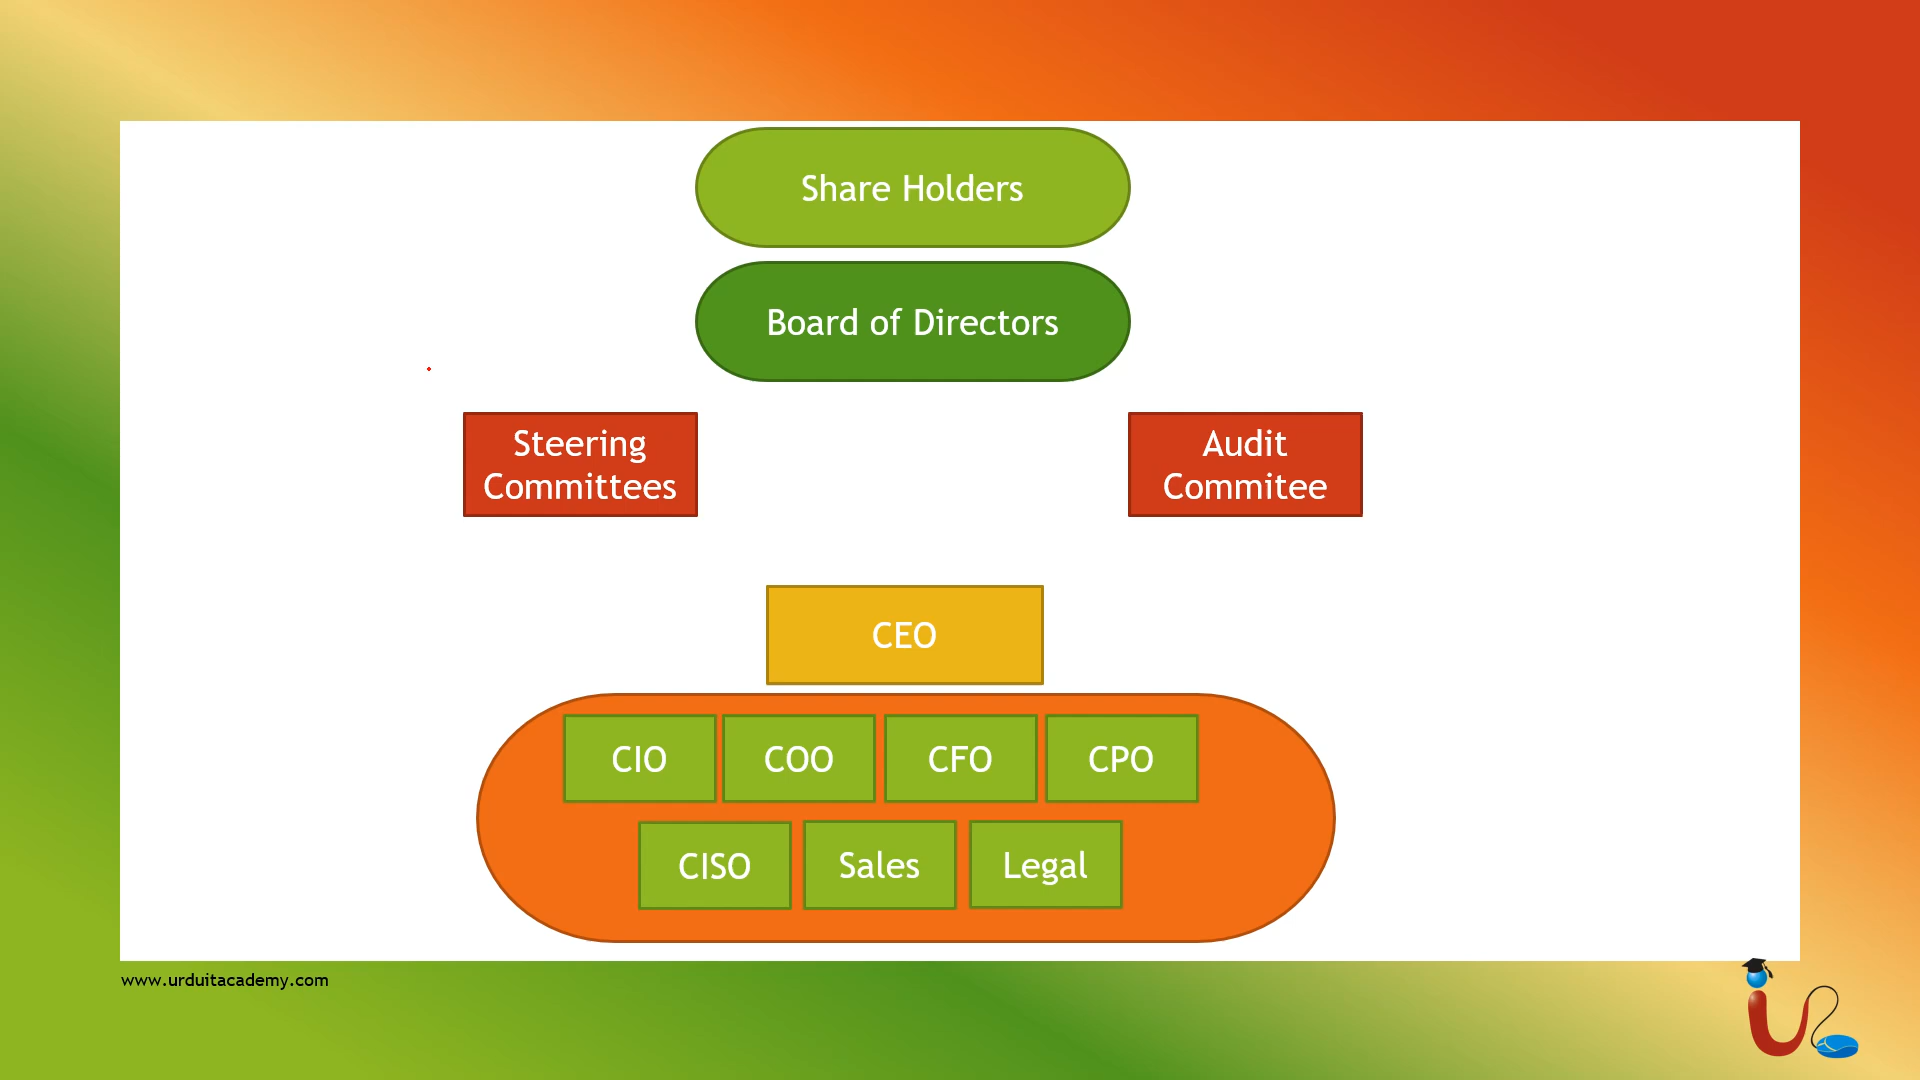 Share Holders
Board of Directors
Steering
Committees
Audit
Commitee
CEO
CIO
COO
CFO
CPO
CISO
Sales
Legal
www.urduitacademy.com